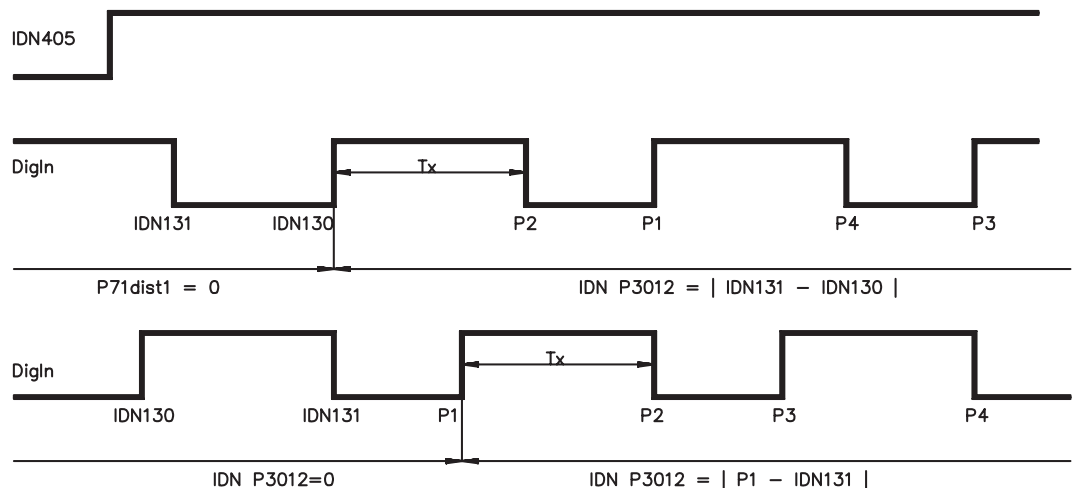 IDN405
DigIn
Tx
IDN131 IDN130 P2 P1 P4 P3
P71dist1 = 0 IDN P3012 = | IDN131 − IDN130 |
DigIn
Tx
IDN130 IDN131 P1 P2 P3 P4
IDN P3012=0 IDN P3012 = | P1 − IDN131 |